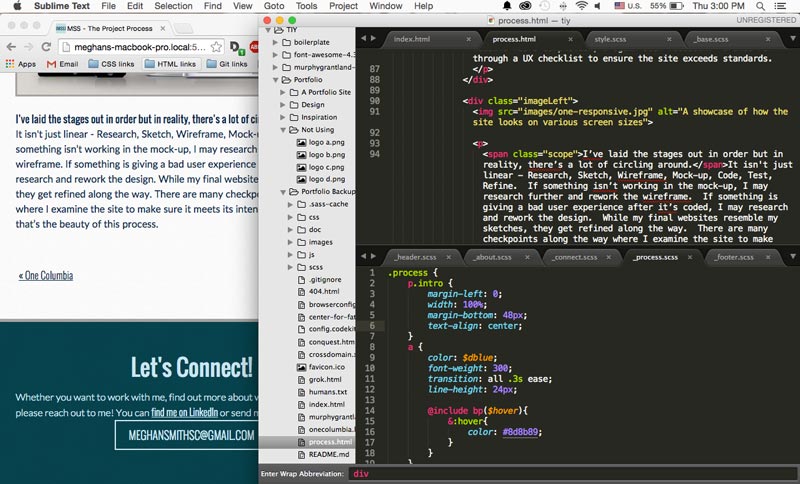 Sublime Text File Edit Selection Find View Goto Tools Project Window Help
U.S. 55% Thu 3:00 PM
MSS - The Project Process
meghans-macbook-pro.local:5
Apps Email CSS links HTML links Git links
I've laid the stages out in order but in reality, there's a lot of
It isn't just linear - Research, Sketch, Wireframe, Mock-
something isn't working in the mock-up, I may research
wireframe. If something is giving a bad user experience
research and rework the design. While my final websites
they get refined along the way. There are many checkp
where I examine the site to make sure it meets its inten
that's the beauty of this process.
« One Columbia
Let's Connect!
Whether you want to work with me, find out more about
please reach out to me! You can find me on LinkedIn or send
MEGHANSMITHSC@GMAIL.COM
process.html — tiy
UNREGISTERED
TIY
boilerplate
font-awesome-4.3
murphygrantland-
Portfolio
A Portfolio Site
Design
Inspiration
Not Using
logo a.png
logo b.png
logo c.png
logo d.png
Portfolio Backup
.sass-cache
css
doc
images
js
scss
.gitignore
404.html
browserconfig
center-for-fat
config.codekit
conquest.htm
crossdomain.x
favicon.ico
grok.html
humans.txt
index.html
murphygrantl
onecolumbia.
process.html
README.md
index.html process.html style.scss _base.scss
through a UX checklist to ensure the site exceeds standards.
87 </p>
88 </div>
89
90 <div class="imageLeft">
91 <img src="images/one-responsive.jpg" alt="A showcase of how the
site looks on various screen sizes">
92
93 <p>
94 <span class="scope">I've laid the stages out in order but in
reality, there's a lot of circling around.</span>It isn't just
linear - Research, Sketch, Wireframe, Mock-up, Code, Test,
Refine. If something isn't working in the mock-up, I may
research further and rework the wireframe. If something is
giving a bad user experience after it's coded, I may research
and rework the design. While my final websites resemble my
sketches, they get refined along the way. There are many
checkpoints along the way where I examine the site to make
_header.scss _about.scss _connect.scss _process.scss _footer.scss
1 .process {
2 p.intro {
3 margin-left: 0;
4 width: 100%;
5 margin-bottom: 48px;
6 text-align: center;
7 }
8 a {
9 color: $dblue;
10 font-weight: 300;
11 transition: all .3s ease;
12 line-height: 24px;
13
14 @include bp($hover){
15 &:hover{
16 color: #8d8b89;
17 }
18 }
19 }
Enter Wrap Abbreviation: div